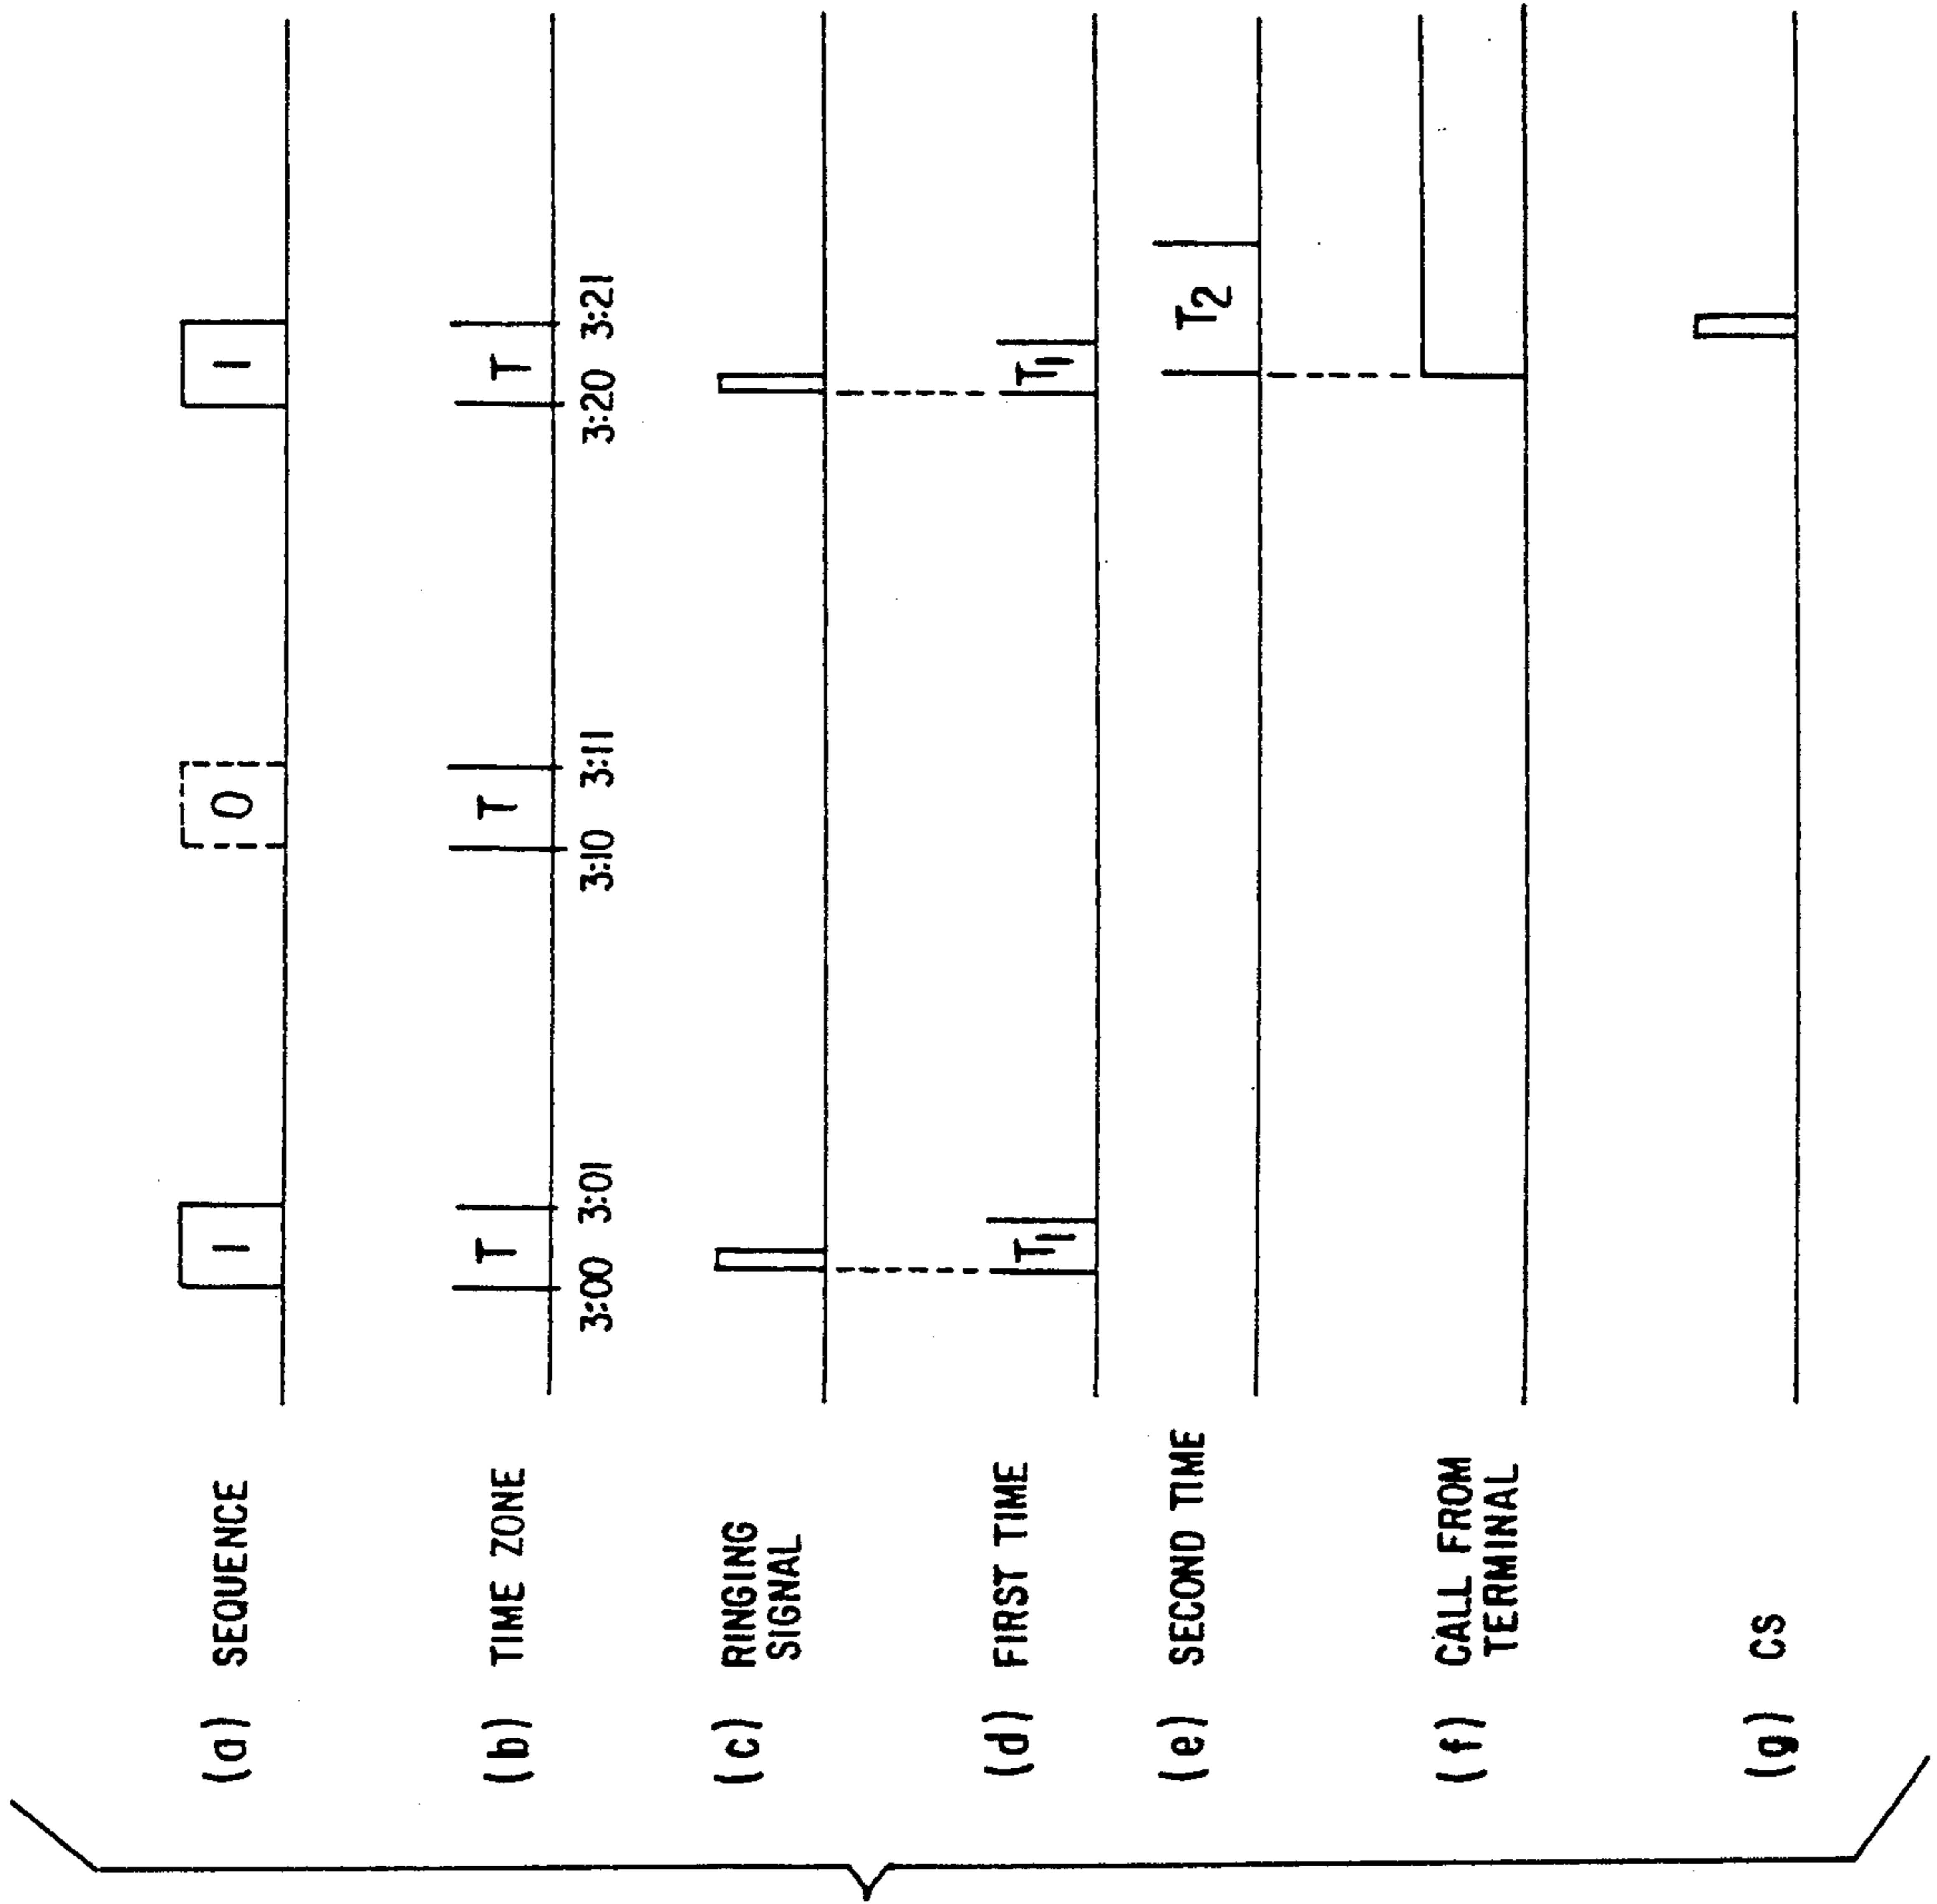 (a) SEQUENCE 1 0 1
(b) TIME ZONE T T T
3:00 3:01 3:10 3:11 3:20 3:21
(c) RINGING
SIGNAL
(d) FIRST TIME T1 T1
(e) SECOND TIME T2
(f) CALL FROM
TERMINAL
(g) CS